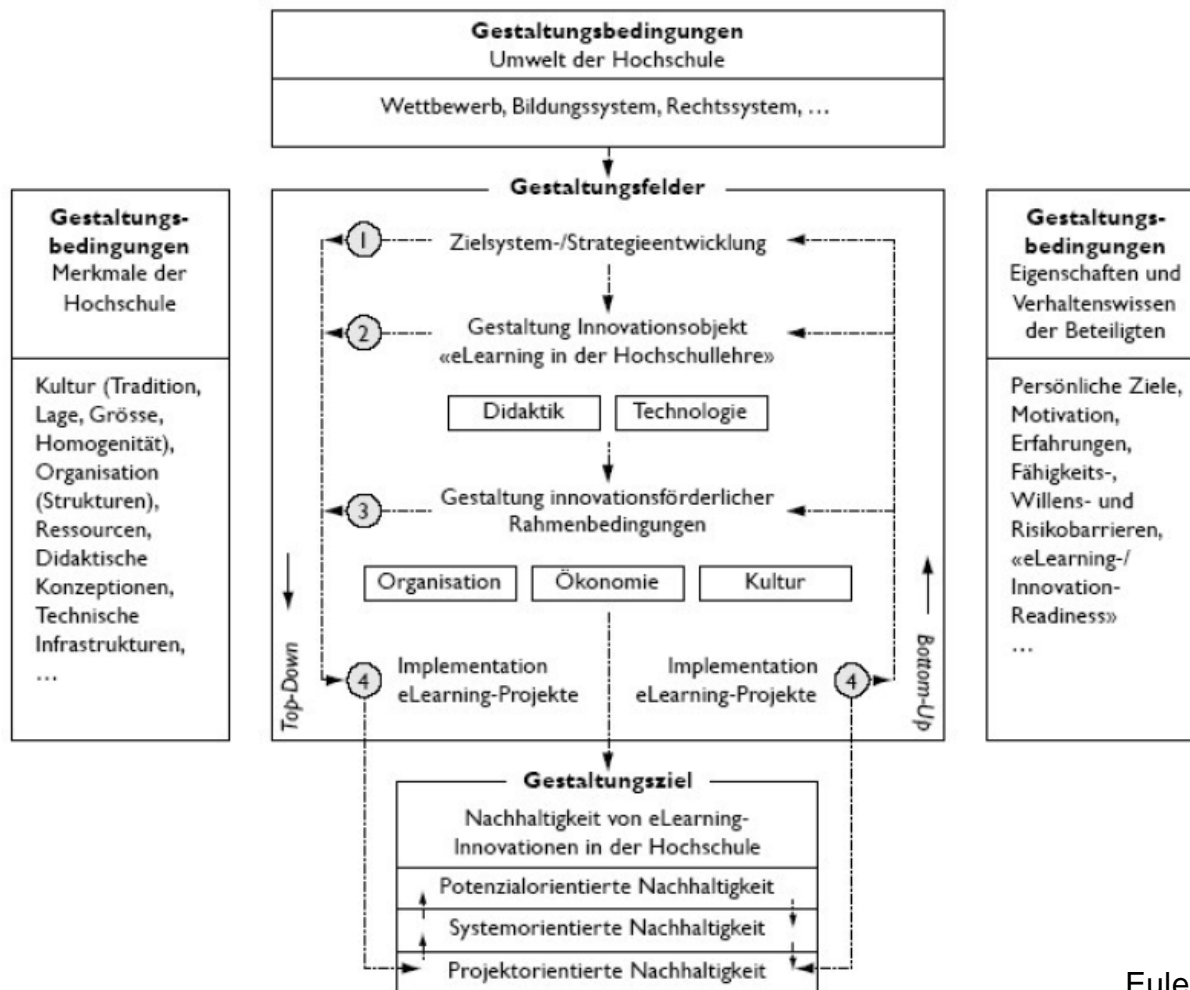 Gestaltungsbedingungen
Umwelt der Hochschule
Wettbewerb, Bildungssystem, Rechtssystem, …
Gestaltungs-
bedingungen
Merkmale der
Hochschule
Kultur (Tradition,
Lage, Grösse,
Homogenität),
Organisation
(Strukturen),
Ressourcen,
Didaktische
Konzeptionen,
Technische
Infrastrukturen,
…
Gestaltungsfelder
1
Zielsystem-/Strategieentwicklung
2
Gestaltung Innovationsobjekt
«eLearning in der Hochschullehre»
Didaktik
Technologie
3
Gestaltung innovationsförderlicher
Rahmenbedingungen
Organisation
Ökonomie
Kultur
Top-Down
4
Implementation
eLearning-Projekte
Implementation
eLearning-Projekte
4
Bottom-Up
Gestaltungs-
bedingungen
Eigenschaften und
Verhaltenswissen
der Beteiligten
Persönliche Ziele,
Motivation,
Erfahrungen,
Fähigkeits-,
Willens- und
Risikobarrieren,
«eLearning-/
Innovation-
Readiness»
…
Gestaltungsziel
Nachhaltigkeit von eLearning-
Innovationen in der Hochschule
Potenzialorientierte Nachhaltigkeit
Systemorientierte Nachhaltigkeit
Projektorientierte Nachhaltigkeit
Eule